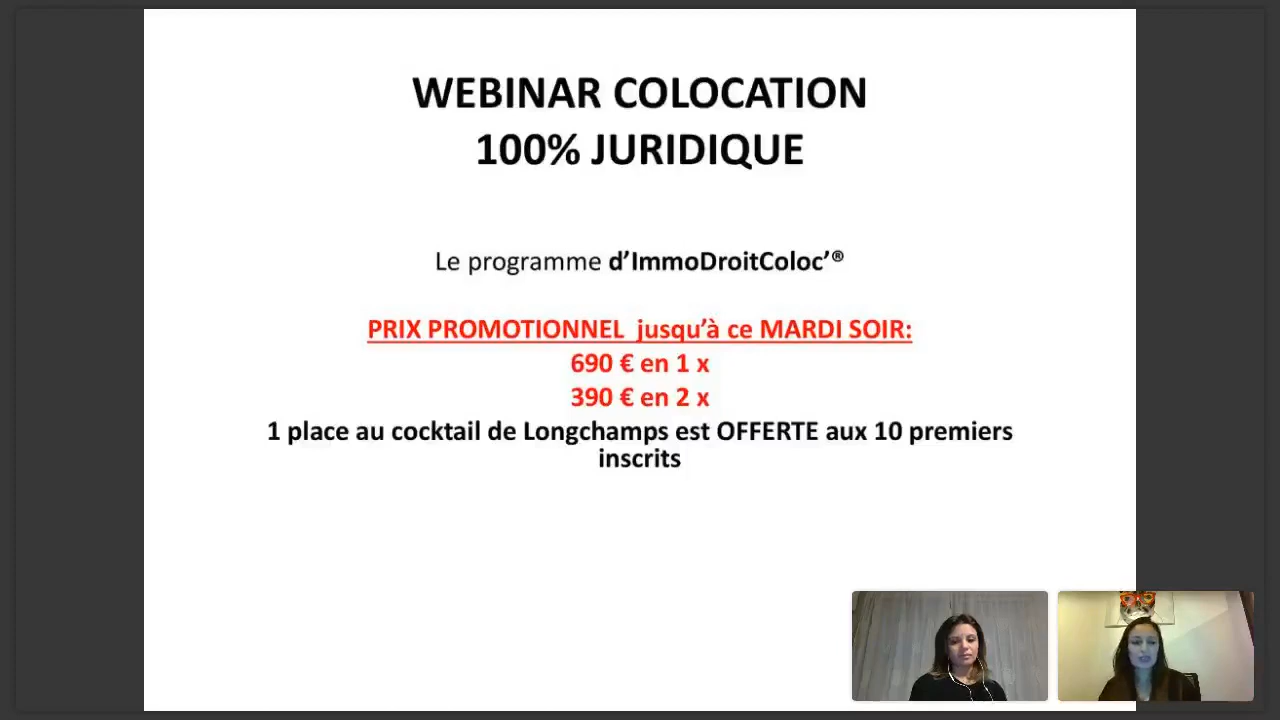 WEBINAR COLOCATION
100% JURIDIQUE
Le programme d’ImmoDroitColoc’®
PRIX PROMOTIONNEL jusqu’à ce MARDI SOIR:
690 € en 1 x
390 € en 2 x
1 place au cocktail de Longchamps est OFFERTE aux 10 premiers
inscrits